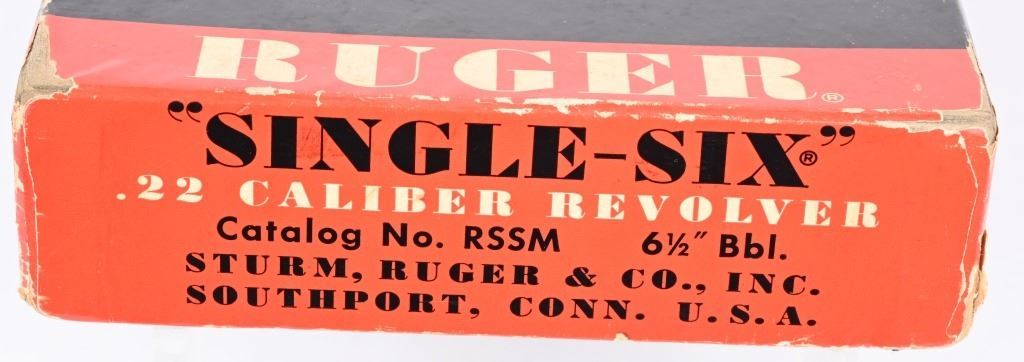 RUGER®
"SINGLE-SIX"®
.22 CALIBER REVOLVER
Catalog No. RSSM 6½" Bbl.
STURM, RUGER & CO., INC.
SOUTHPORT, CONN. U.S.A.